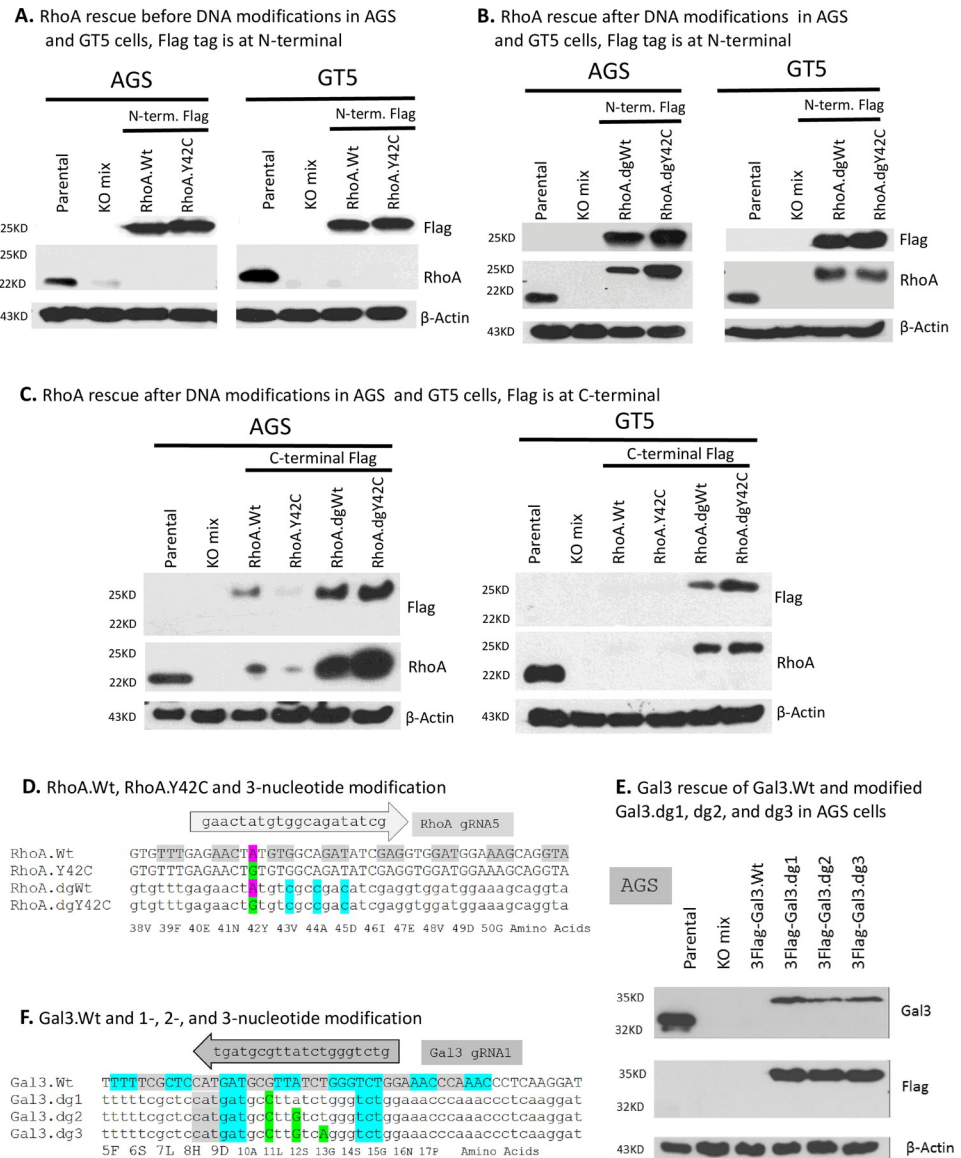 A. RhoA rescue before DNA modifications in AGS
and GT5 cells, Flag tag is at N-terminal
AGS
GT5
N-term. Flag
N-term. Flag
Parental
KO mix
RhoA.Wt
RhoA.Y42C
Parental
KO mix
RhoA.Wt
RhoA.Y42C
25KD
Flag
25KD
22KD
RhoA
43KD
β-Actin
B. RhoA rescue after DNA modifications in AGS
and GT5 cells, Flag tag is at N-terminal
AGS
GT5
N-term. Flag
N-term. Flag
Parental
KO mix
RhoA.dgWt
RhoA.dgY42C
Parental
KO mix
RhoA.dgWt
RhoA.dgY42C
25KD
Flag
25KD
22KD
RhoA
43KD
β-Actin
C. RhoA rescue after DNA modifications in AGS and GT5 cells, Flag is at C-terminal
AGS
GT5
C-terminal Flag
C-terminal Flag
Parental
KO mix
RhoA.Wt
RhoA.Y42C
RhoA.dgWt
RhoA.dgY42C
Parental
KO mix
RhoA.Wt
RhoA.Y42C
RhoA.dgWt
RhoA.dgY42C
25KD
22KD
Flag
25KD
22KD
RhoA
43KD
β-Actin
25KD
22KD
Flag
25KD
22KD
RhoA
43KD
β-Actin
D. RhoA.Wt, RhoA.Y42C and 3-nucleotide modification
gaactatgtggcagatatcg RhoA gRNA5
RhoA.Wt GTGTTTGAGAACTATGTGGCAGATATCGAGGTGGATGGAAAGCAGGTA
RhoA.Y42C GTGTTTGAGAACTGTGTGGCAGATATCGAGGTGGATGGAAAGCAGGTA
RhoA.dgWt gtgtttgagaactAtgtCgcCgaCatcgaggtggatggaaagcaggta
RhoA.dgY42C gtgtttgagaactGtgtCgcCgaCatcgaggtggatggaaagcaggta
38V 39F 40E 41N 42Y 43V 44A 45D 46I 47E 48V 49D 50G Amino Acids
E. Gal3 rescue of Gal3.Wt and modified
Gal3.dg1, dg2, and dg3 in AGS cells
AGS
Parental
KO mix
3Flag-Gal3.Wt
3Flag-Gal3.dg1
3Flag-Gal3.dg2
3Flag-Gal3.dg3
35KD
32KD
Gal3
35KD
32KD
Flag
43KD
β-Actin
F. Gal3.Wt and 1-, 2-, and 3-nucleotide modification
tgatgcgttatctgggtctg Gal3 gRNA1
Gal3.Wt TTTTTCGCTCCATGATGCGTTATCTGGGTCTGGAAACCCAAACCCTCAAGGAT
Gal3.dg1 tttttcgctccatgatgcCttatctgggtctggaaacccaaaccctcaaggat
Gal3.dg2 tttttcgctccatgatgcCttGtctgggtctggaaacccaaaccctcaaggat
Gal3.dg3 tttttcgctccatgatgcCttGtcAgggtctggaaacccaaaccctcaaggat
5F 6S 7L 8H 9D 10A 11L 12S 13G 14S 15G 16N 17P Amino Acids